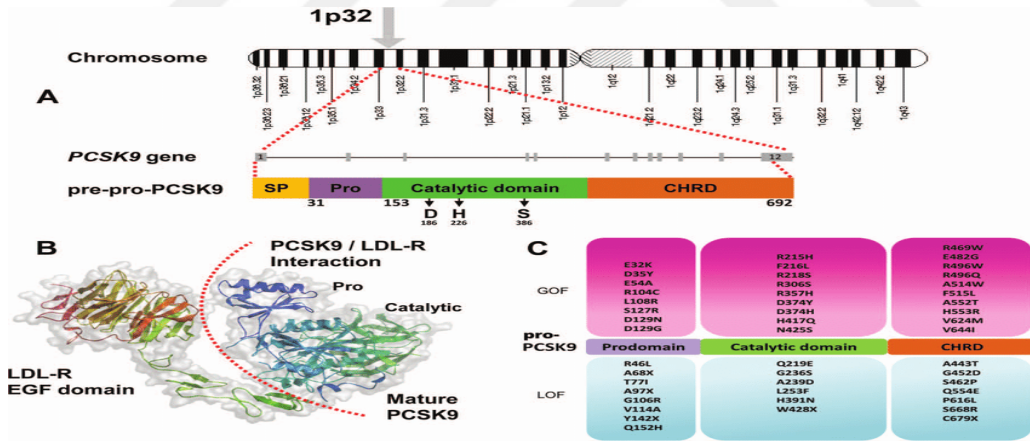 1p32
Chromosome
1p36.32
1p36.21
1p35.3
1p34.2
1p32.2
1p31.1
1p21.3
1p13.2
1q12
1q22
1q24.1
1q25.2
1q31.3
1q41
1q42.2
1p36.23
1p36.12
1p35.1
1p33
1p31.3
1p22.2
1p21.1
1p12
1q21.2
1q23.2
1q24.3
1q31.1
1q32.2
1q42.12
1q43
A
PCSK9 gene
1
12
pre-pro-PCSK9
SP
Pro
Catalytic domain
CHRD
31
153
692
D
H
S
186
226
386
B
PCSK9 / LDL-R
Interaction
Pro
Catalytic
LDL-R
EGF domain
Mature
PCSK9
C
GOF
E32K
D35Y
E54A
R104C
L108R
S127R
D129N
D129G
R215H
F216L
R218S
R306S
R357H
D374Y
D374H
H417Q
N425S
R469W
E482G
R496W
R496Q
A514W
F515L
A552T
H553R
V624M
V644I
pro-
PCSK9
Prodomain
Catalytic domain
CHRD
LOF
R46L
A68X
T77I
A97X
G106R
V114A
Y142X
Q152H
Q219E
G236S
A239D
L253F
H391N
W428X
A443T
G452D
S462P
Q554E
P616L
S668R
C679X